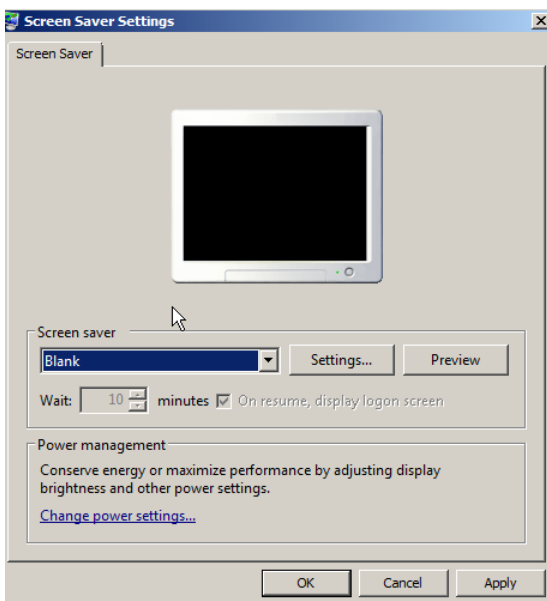 Screen Saver Settings
Screen Saver
Screen saver
Blank
Settings...
Preview
Wait: 10 minutes On resume, display logon screen
Power management
Conserve energy or maximize performance by adjusting display
brightness and other power settings.
Change power settings...
OK
Cancel
Apply